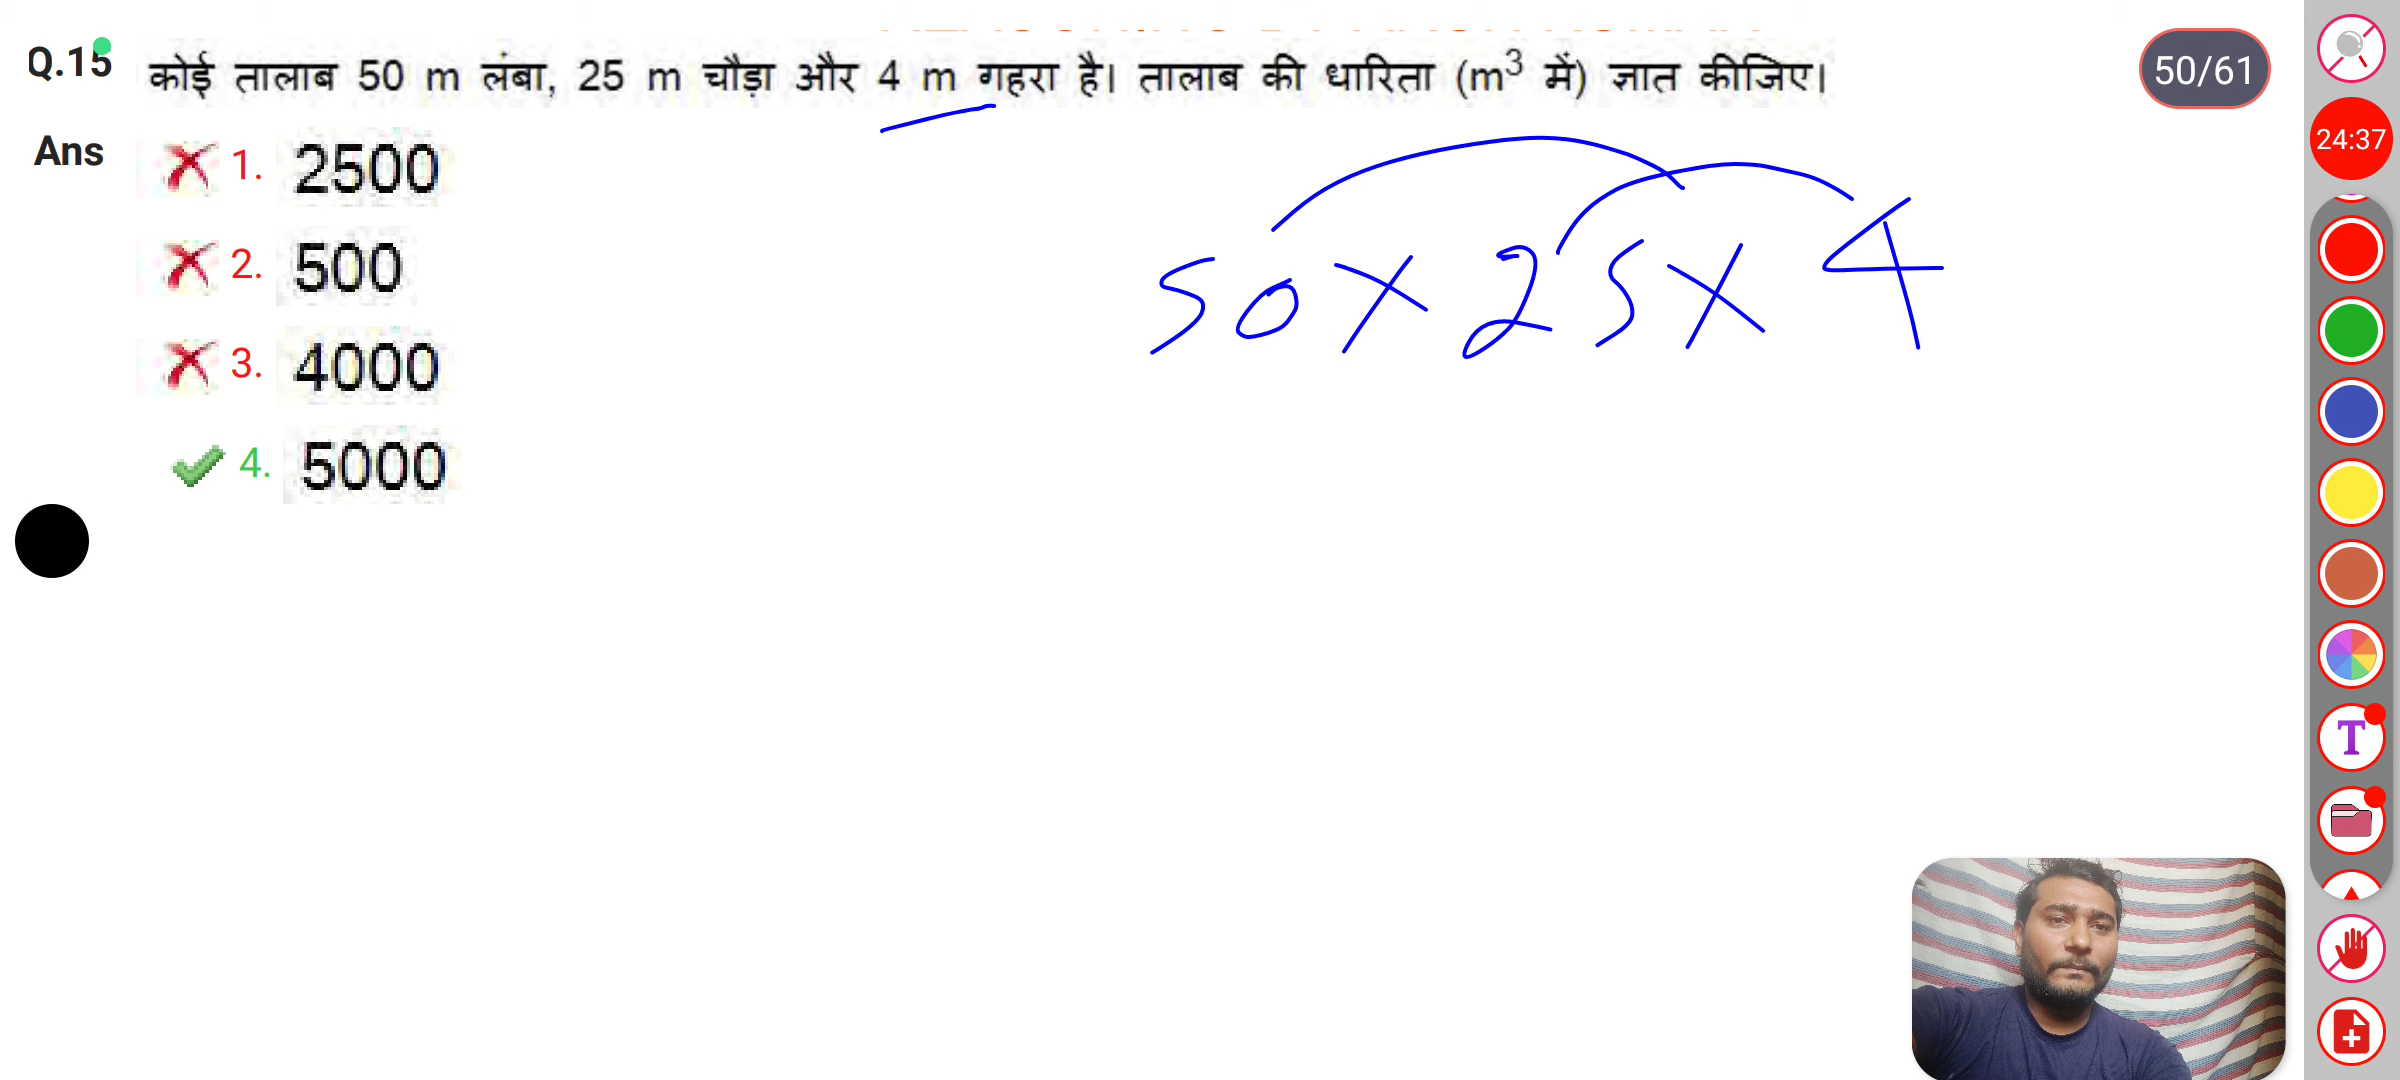 Q.15 कोई तालाब 50 m लंबा, 25 m चौड़ा और 4 m गहरा है। तालाब की धारिता (m³ में) ज्ञात कीजिए।
50/61
24:37
Ans
1. 2500
2. 500
3. 4000
4. 5000
50 X 25 X 4
T